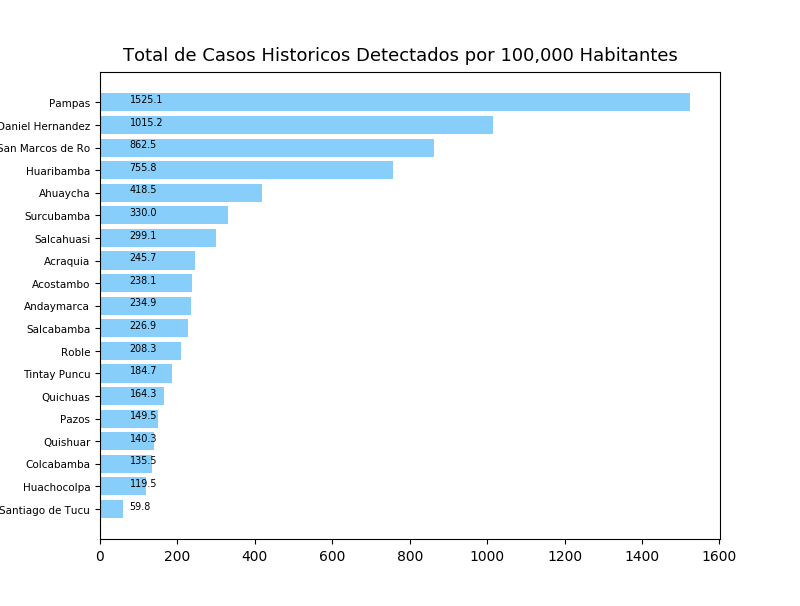 Total de Casos Historicos Detectados por 100,000 Habitantes
Pampas 1525.1
Daniel Hernandez 1015.2
San Marcos de Ro 862.5
Huaribamba 755.8
Ahuaycha 418.5
Surcubamba 330.0
Salcahuasi 299.1
Acraquia 245.7
Acostambo 238.1
Andaymarca 234.9
Salcabamba 226.9
Roble 208.3
Tintay Puncu 184.7
Quichuas 164.3
Pazos 149.5
Quishuar 140.3
Colcabamba 135.5
Huachocolpa 119.5
Santiago de Tucu 59.8
0 200 400 600 800 1000 1200 1400 1600